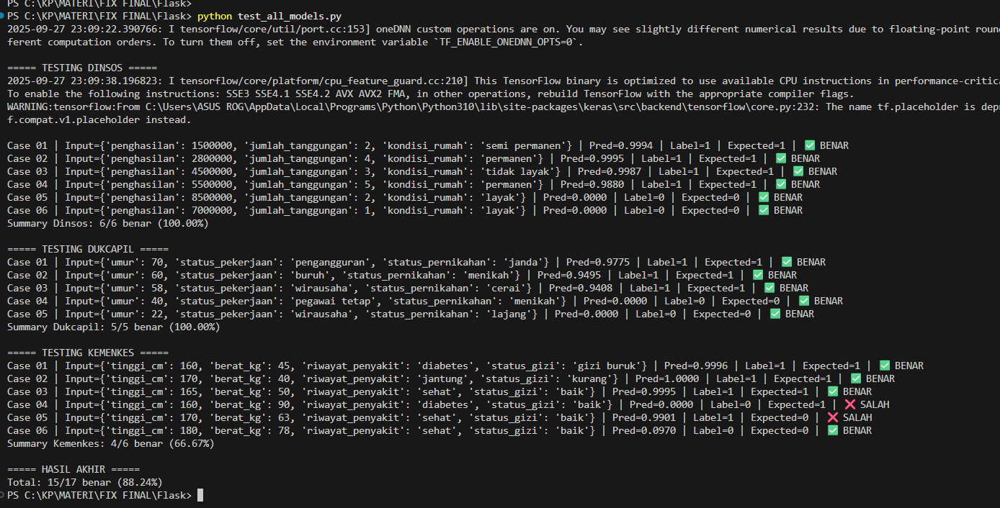 PS C:\KP\MATERI\FIX FINAL\Flask>
PS C:\KP\MATERI\FIX FINAL\Flask> python test_all_models.py
2025-09-27 23:09:22.390766: I tensorflow/core/util/port.cc:153] oneDNN custom operations are on. You may see slightly different numerical results due to floating-point roun
ferent computation orders. To turn them off, set the environment variable `TF_ENABLE_ONEDNN_OPTS=0`.
===== TESTING DINSOS =====
2025-09-27 23:09:38.196823: I tensorflow/core/platform/cpu_feature_guard.cc:210] This TensorFlow binary is optimized to use available CPU instructions in performance-critica
To enable the following instructions: SSE3 SSE4.1 SSE4.2 AVX AVX2 FMA, in other operations, rebuild TensorFlow with the appropriate compiler flags.
WARNING:tensorflow:From C:\Users\ASUS ROG\AppData\Local\Programs\Python\Python310\lib\site-packages\keras\src\backend\tensorflow\core.py:232: The name tf.placeholder is depr
f.compat.v1.placeholder instead.
Case 01 | Input={'penghasilan': 1500000, 'jumlah_tanggungan': 2, 'kondisi_rumah': 'semi permanen'} | Pred=0.9994 | Label=1 | Expected=1 | ✅ BENAR
Case 02 | Input={'penghasilan': 2800000, 'jumlah_tanggungan': 4, 'kondisi_rumah': 'permanen'} | Pred=0.9995 | Label=1 | Expected=1 | ✅ BENAR
Case 03 | Input={'penghasilan': 4500000, 'jumlah_tanggungan': 3, 'kondisi_rumah': 'tidak layak'} | Pred=0.9987 | Label=1 | Expected=1 | ✅ BENAR
Case 04 | Input={'penghasilan': 5500000, 'jumlah_tanggungan': 5, 'kondisi_rumah': 'permanen'} | Pred=0.9880 | Label=1 | Expected=1 | ✅ BENAR
Case 05 | Input={'penghasilan': 8500000, 'jumlah_tanggungan': 2, 'kondisi_rumah': 'layak'} | Pred=0.0000 | Label=0 | Expected=0 | ✅ BENAR
Case 06 | Input={'penghasilan': 7000000, 'jumlah_tanggungan': 1, 'kondisi_rumah': 'layak'} | Pred=0.0000 | Label=0 | Expected=0 | ✅ BENAR
Summary Dinsos: 6/6 benar (100.00%)
===== TESTING DUKCAPIL =====
Case 01 | Input={'umur': 70, 'status_pekerjaan': 'pengangguran', 'status_pernikahan': 'janda'} | Pred=0.9775 | Label=1 | Expected=1 | ✅ BENAR
Case 02 | Input={'umur': 60, 'status_pekerjaan': 'buruh', 'status_pernikahan': 'menikah'} | Pred=0.9495 | Label=1 | Expected=1 | ✅ BENAR
Case 03 | Input={'umur': 58, 'status_pekerjaan': 'wirausaha', 'status_pernikahan': 'cerai'} | Pred=0.9408 | Label=1 | Expected=1 | ✅ BENAR
Case 04 | Input={'umur': 40, 'status_pekerjaan': 'pegawai tetap', 'status_pernikahan': 'menikah'} | Pred=0.0000 | Label=0 | Expected=0 | ✅ BENAR
Case 05 | Input={'umur': 22, 'status_pekerjaan': 'wirausaha', 'status_pernikahan': 'lajang'} | Pred=0.0000 | Label=0 | Expected=0 | ✅ BENAR
Summary Dukcapil: 5/5 benar (100.00%)
===== TESTING KEMENKES =====
Case 01 | Input={'tinggi_cm': 160, 'berat_kg': 45, 'riwayat_penyakit': 'diabetes', 'status_gizi': 'gizi buruk'} | Pred=0.9996 | Label=1 | Expected=1 | ✅ BENAR
Case 02 | Input={'tinggi_cm': 170, 'berat_kg': 40, 'riwayat_penyakit': 'jantung', 'status_gizi': 'kurang'} | Pred=1.0000 | Label=1 | Expected=1 | ✅ BENAR
Case 03 | Input={'tinggi_cm': 165, 'berat_kg': 50, 'riwayat_penyakit': 'sehat', 'status_gizi': 'baik'} | Pred=0.9995 | Label=1 | Expected=1 | ✅ BENAR
Case 04 | Input={'tinggi_cm': 160, 'berat_kg': 90, 'riwayat_penyakit': 'diabetes', 'status_gizi': 'baik'} | Pred=0.0000 | Label=0 | Expected=1 | ❌ SALAH
Case 05 | Input={'tinggi_cm': 170, 'berat_kg': 63, 'riwayat_penyakit': 'sehat', 'status_gizi': 'baik'} | Pred=0.9901 | Label=1 | Expected=0 | ❌ SALAH
Case 06 | Input={'tinggi_cm': 180, 'berat_kg': 78, 'riwayat_penyakit': 'sehat', 'status_gizi': 'baik'} | Pred=0.0970 | Label=0 | Expected=0 | ✅ BENAR
Summary Kemenkes: 4/6 benar (66.67%)
===== HASIL AKHIR =====
Total: 15/17 benar (88.24%)
PS C:\KP\MATERI\FIX FINAL\Flask>